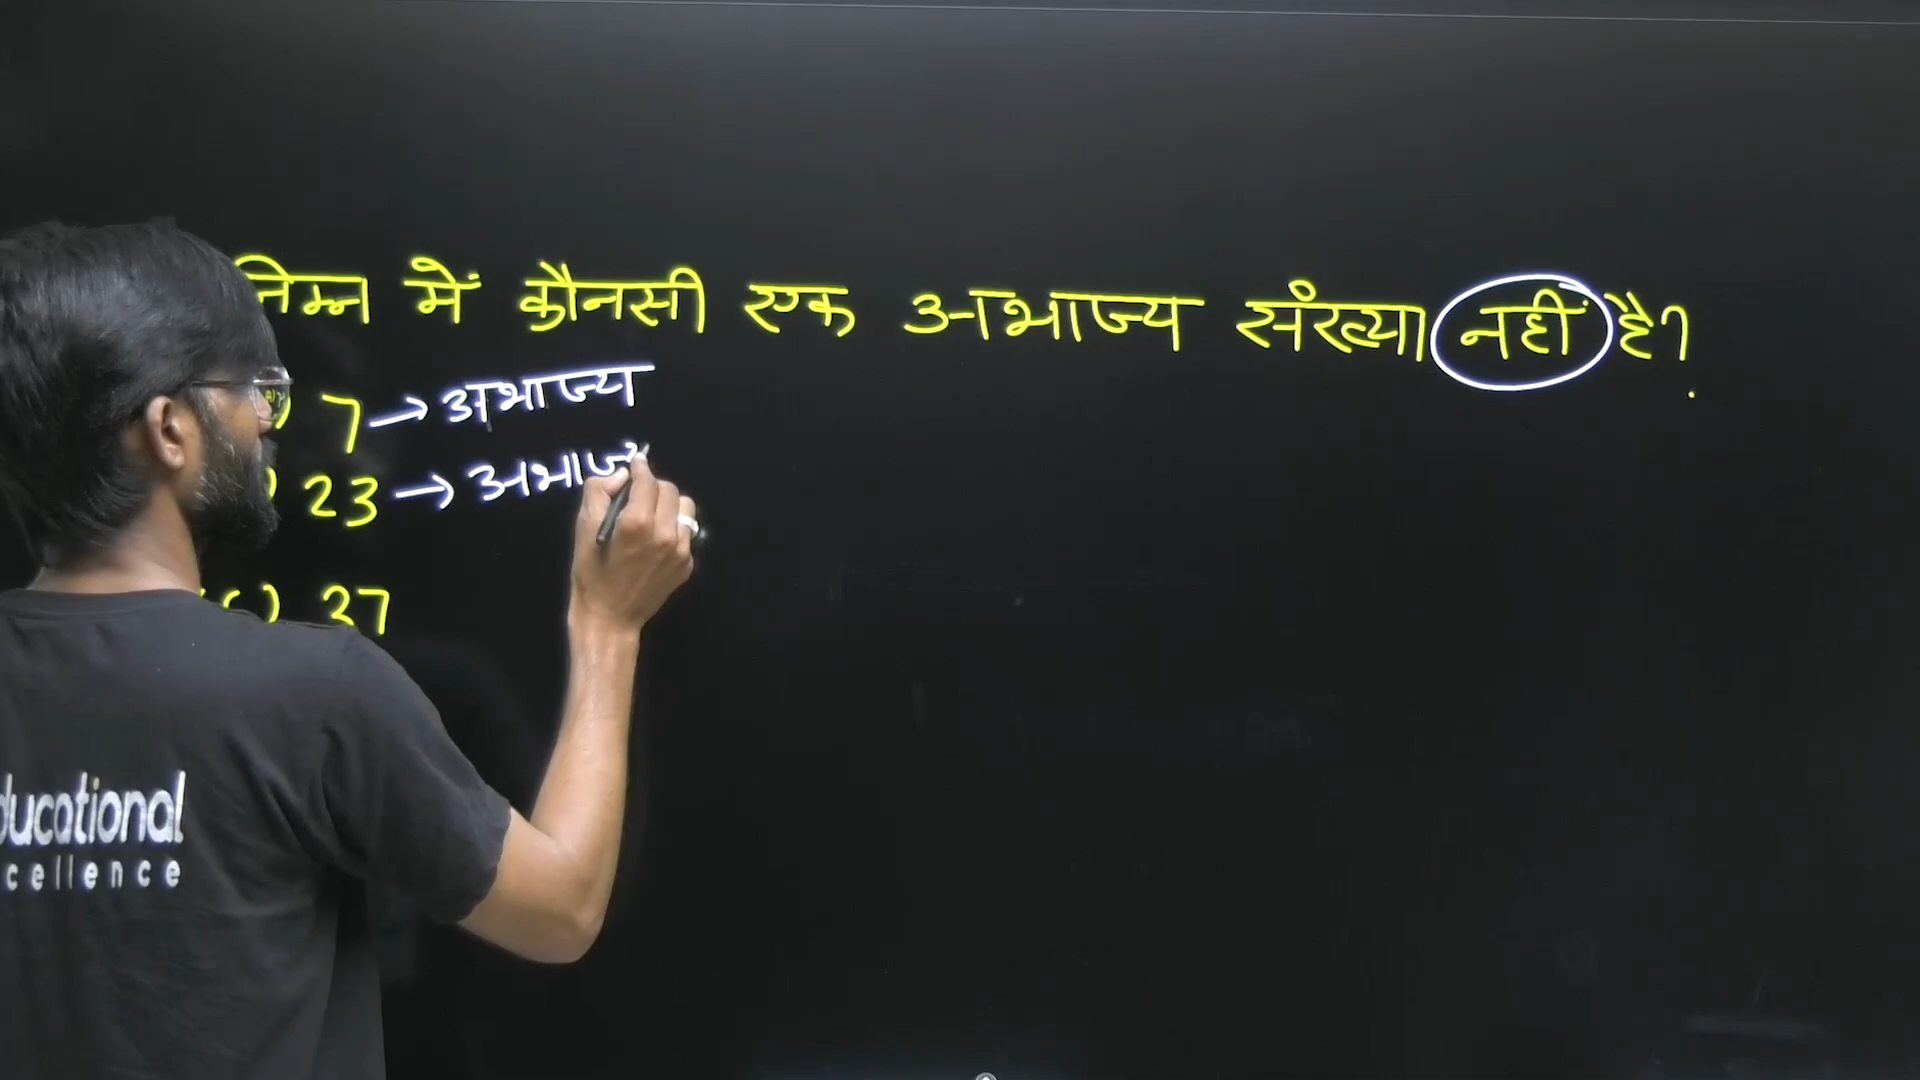 निम्न में कौनसी एक अभाज्य संख्या नहीं है?
7 → अभाज्य
23 → अभाज्य
(c) 37
ducational
cellence